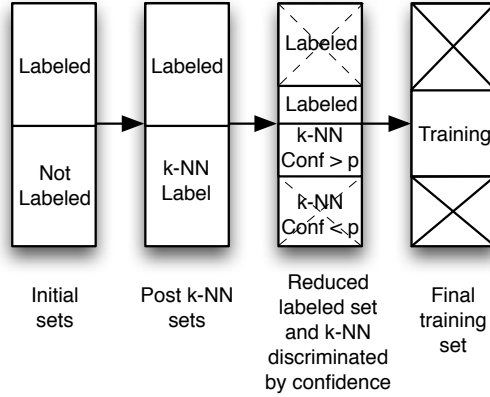 Labeled
Not
Labeled
Initial
sets
Labeled
k-NN
Label
Post k-NN
sets
Labeled
Labeled
k-NN
Conf > p
k-NN
Conf < p
Reduced
labeled set
and k-NN
discriminated
by confidence
Training
Final
training
set